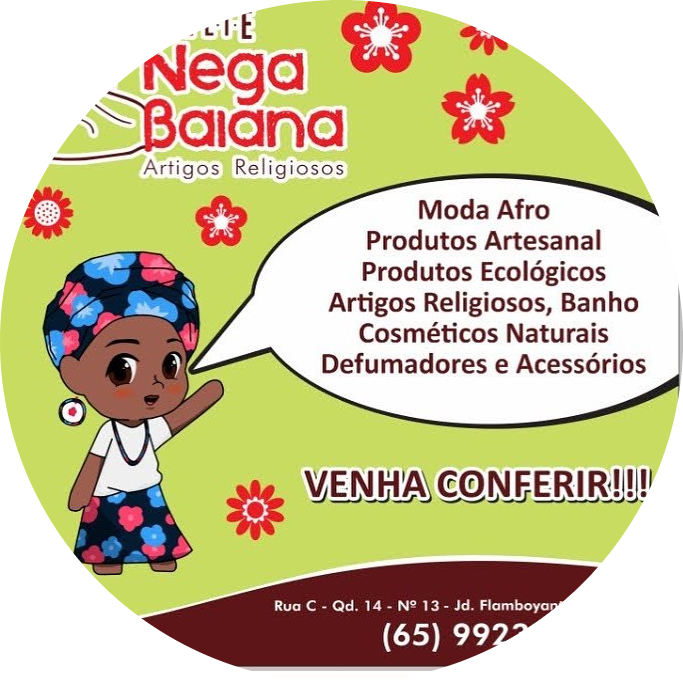 Nega
Baiana
Artigos Religiosos
Moda Afro
Produtos Artesanal
Produtos Ecológicos
Artigos Religiosos, Banho
Cosméticos Naturais
Defumadores e Acessórios
VENHA CONFERIR!!!
Rua C - Qd. 14 - Nº 13 - Jd.
(65)